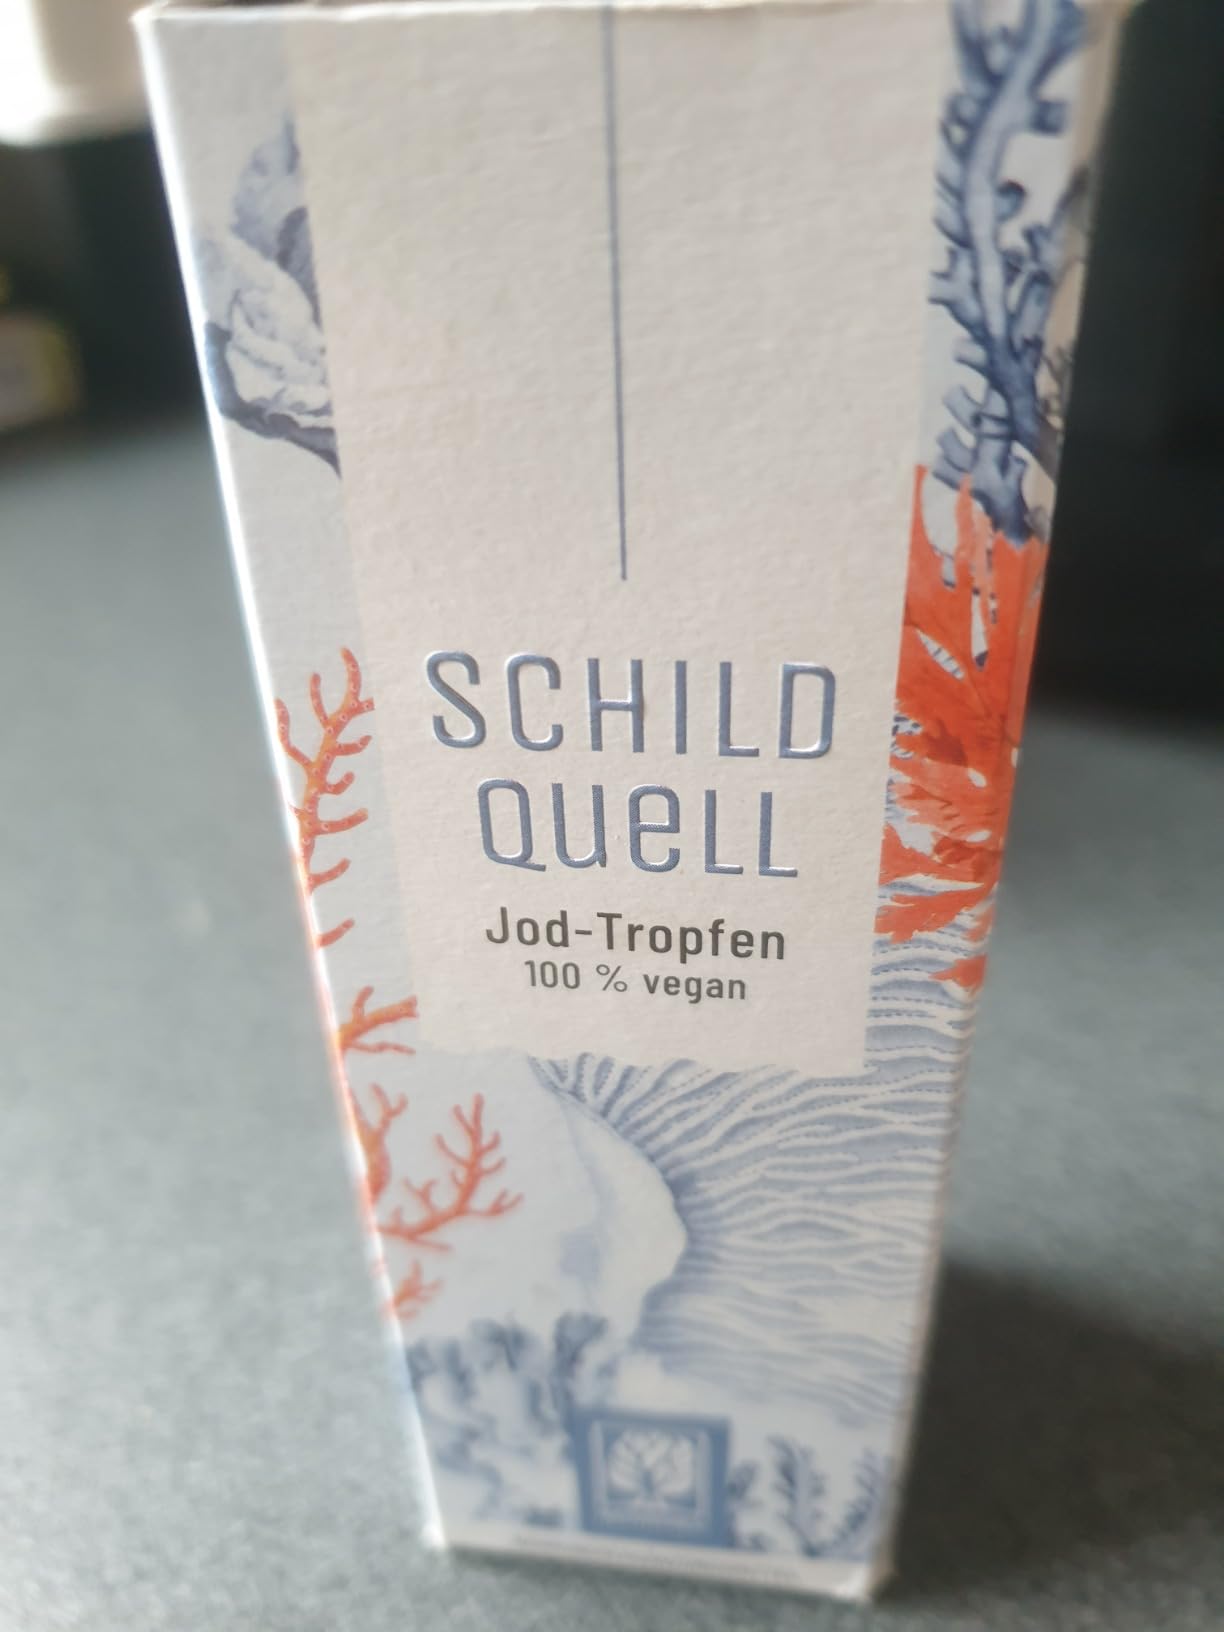 SCHILD
QUELL
Jod-Tropfen
100 % vegan